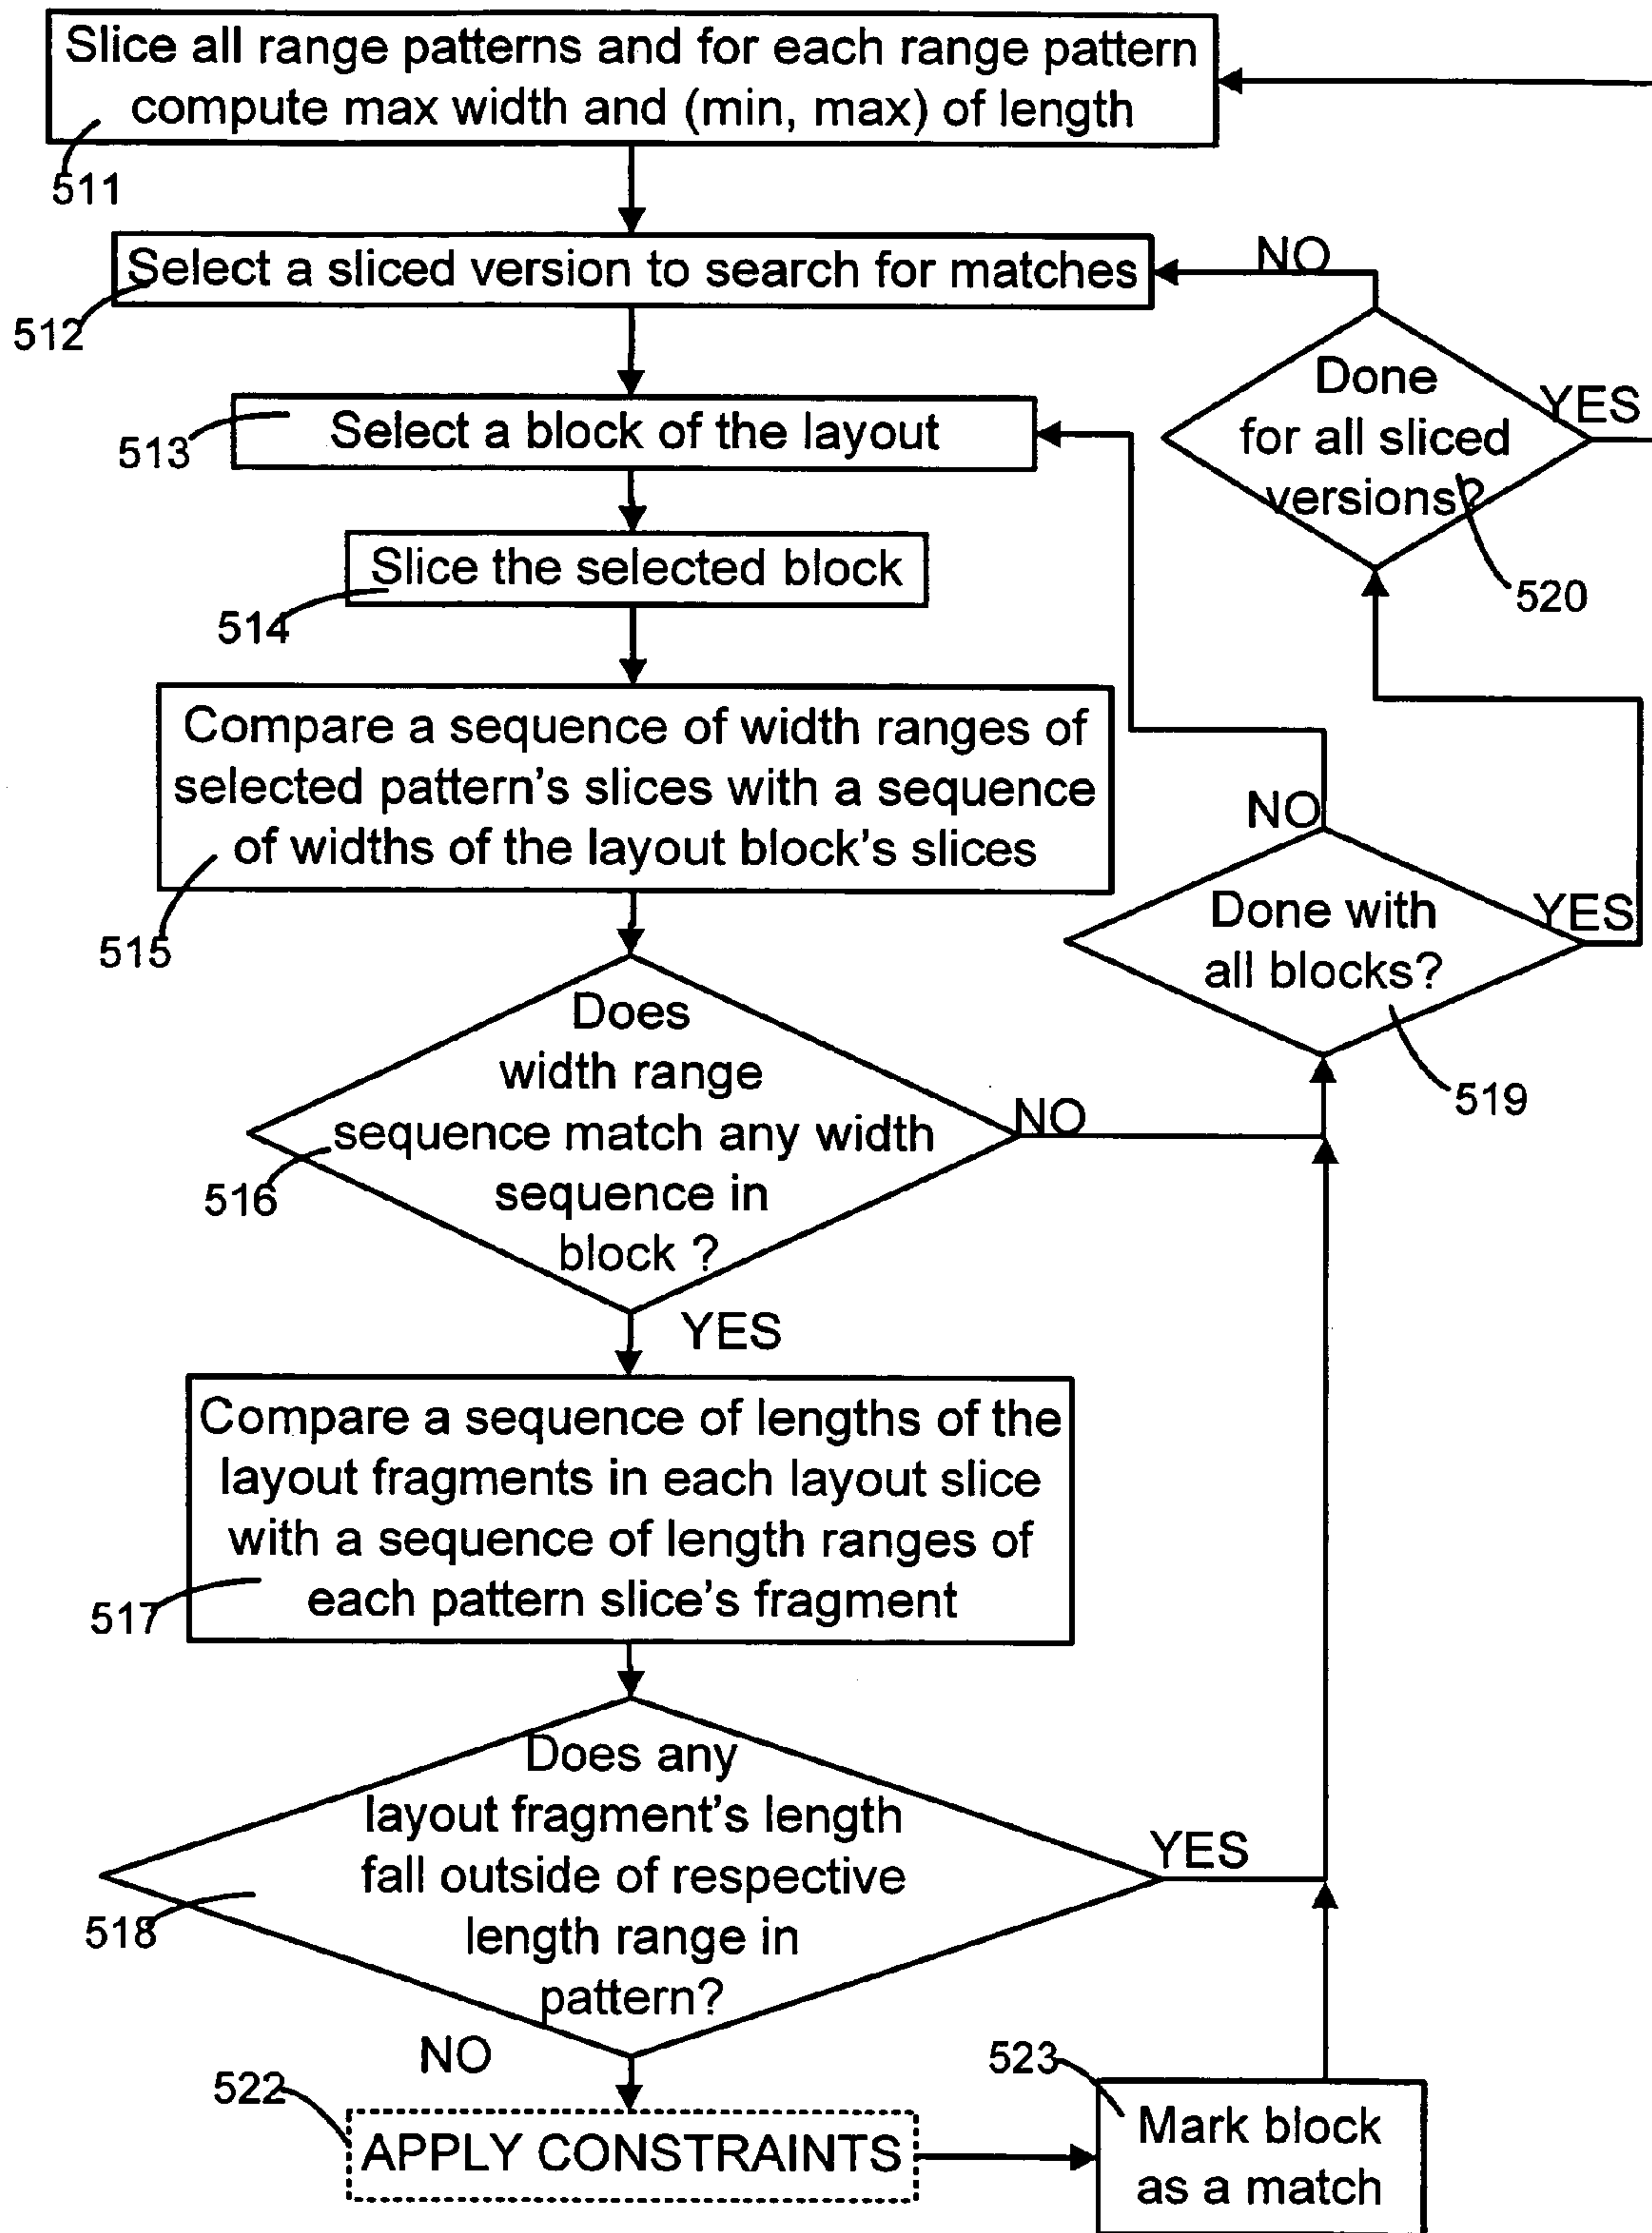 Slice all range patterns and for each range pattern
compute max width and (min, max) of length
511
Select a sliced version to search for matches
512
NO
Done
for all sliced
versions?
YES
520
Select a block of the layout
513
Slice the selected block
514
Compare a sequence of width ranges of
selected pattern's slices with a sequence
of widths of the layout block's slices
515
NO
Done with
all blocks?
YES
519
Does
width range
sequence match any width
sequence in
block ?
516
NO
YES
Compare a sequence of lengths of the
layout fragments in each layout slice
with a sequence of length ranges of
each pattern slice's fragment
517
Does any
layout fragment's length
fall outside of respective
length range in
pattern?
518
YES
NO
522
APPLY CONSTRAINTS
523
Mark block
as a match